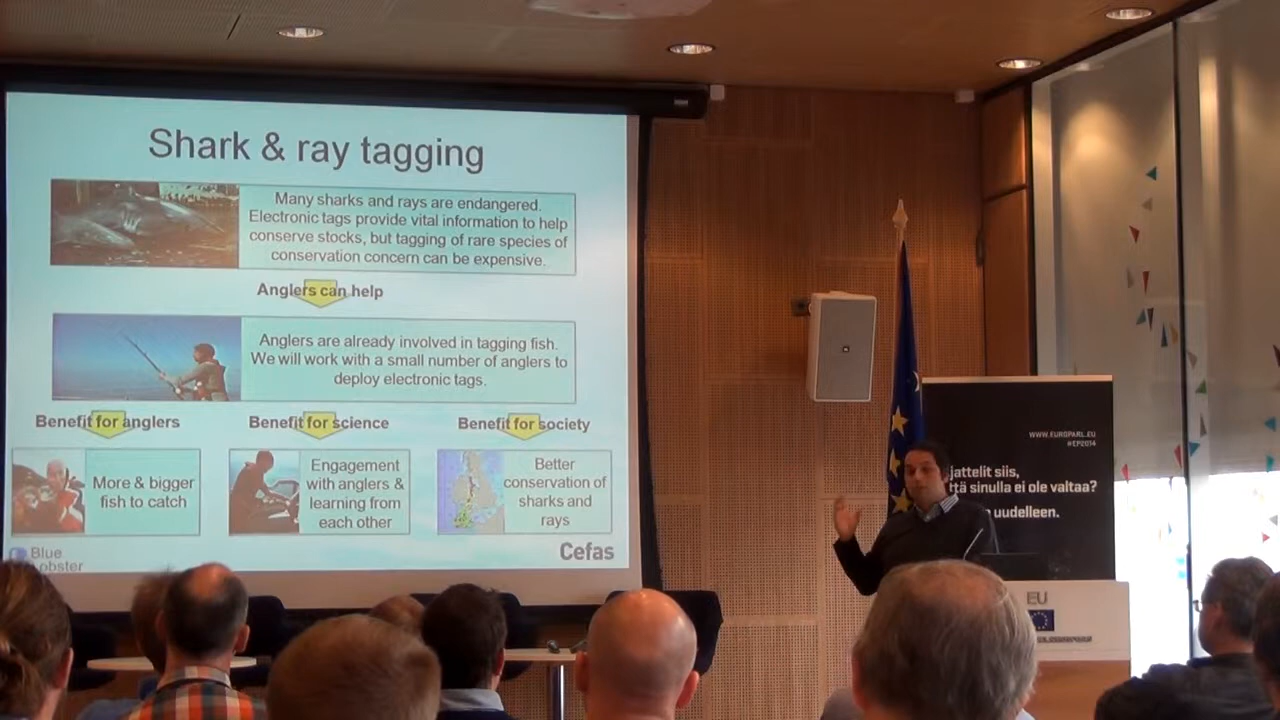 Shark & ray tagging
Many sharks and rays are endangered.
Electronic tags provide vital information to help
conserve stocks, but tagging of rare species of
conservation concern can be expensive.
Anglers can help
Anglers are already involved in tagging fish.
We will work with a small number of anglers to
deploy electronic tags.
Benefit for anglers
Benefit for science
Benefit for society
More & bigger
fish to catch
Engagement
with anglers &
learning from
each other
Better
conservation of
sharks and
rays
Blue
Lobster
Cefas
WWW.EUROPARL.EU
#EP2014
jattelit siis,
ttä sinulla ei ole valtaa?
uudelleen.
EU